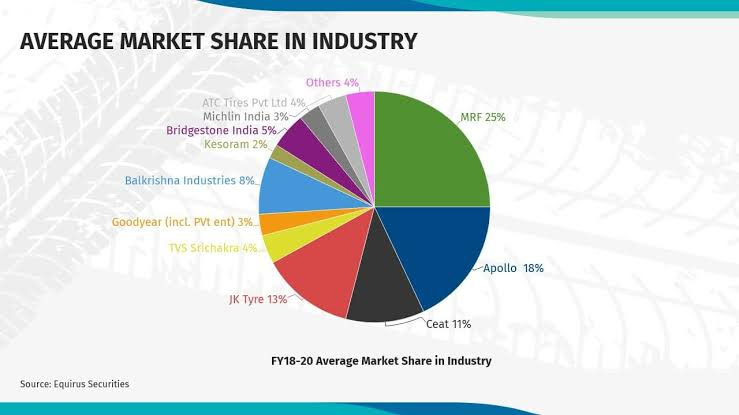 AVERAGE MARKET SHARE IN INDUSTRY
Others 4%
ATC Tires Pvt Ltd 4%
Michlin India 3%
Bridgestone India 5%
Kesoram 2%
Balkrishna Industries 8%
Goodyear (incl. PVt ent) 3%
TVS Srichakra 4%
JK Tyre 13%
MRF 25%
Apollo 18%
Ceat 11%
FY18-20 Average Market Share in Industry
Source: Equirus Securities